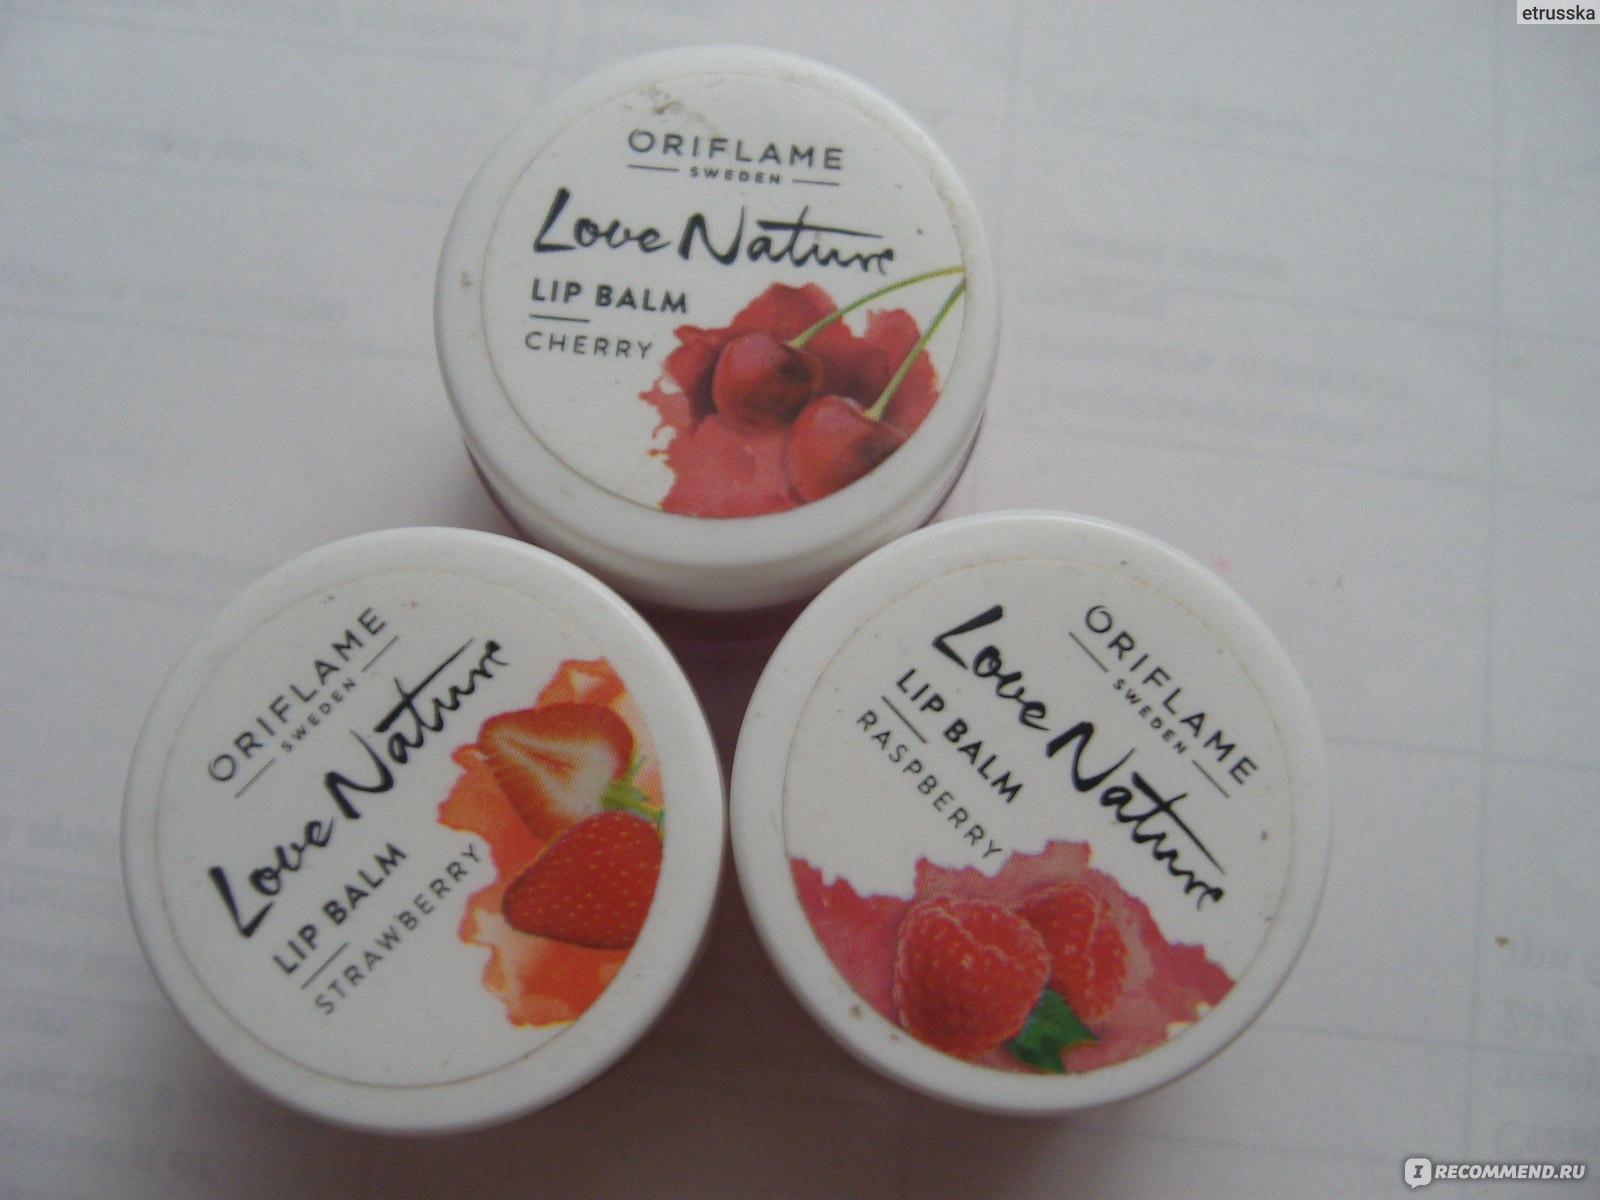 etrusska
ORIFLAME
SWEDEN
Love Nature
LIP BALM
CHERRY
ORIFLAME
SWEDEN
Love Nature
LIP BALM
STRAWBERRY
ORIFLAME
SWEDEN
Love Nature
LIP BALM
RASPBERRY
IRECOMMEND.RU